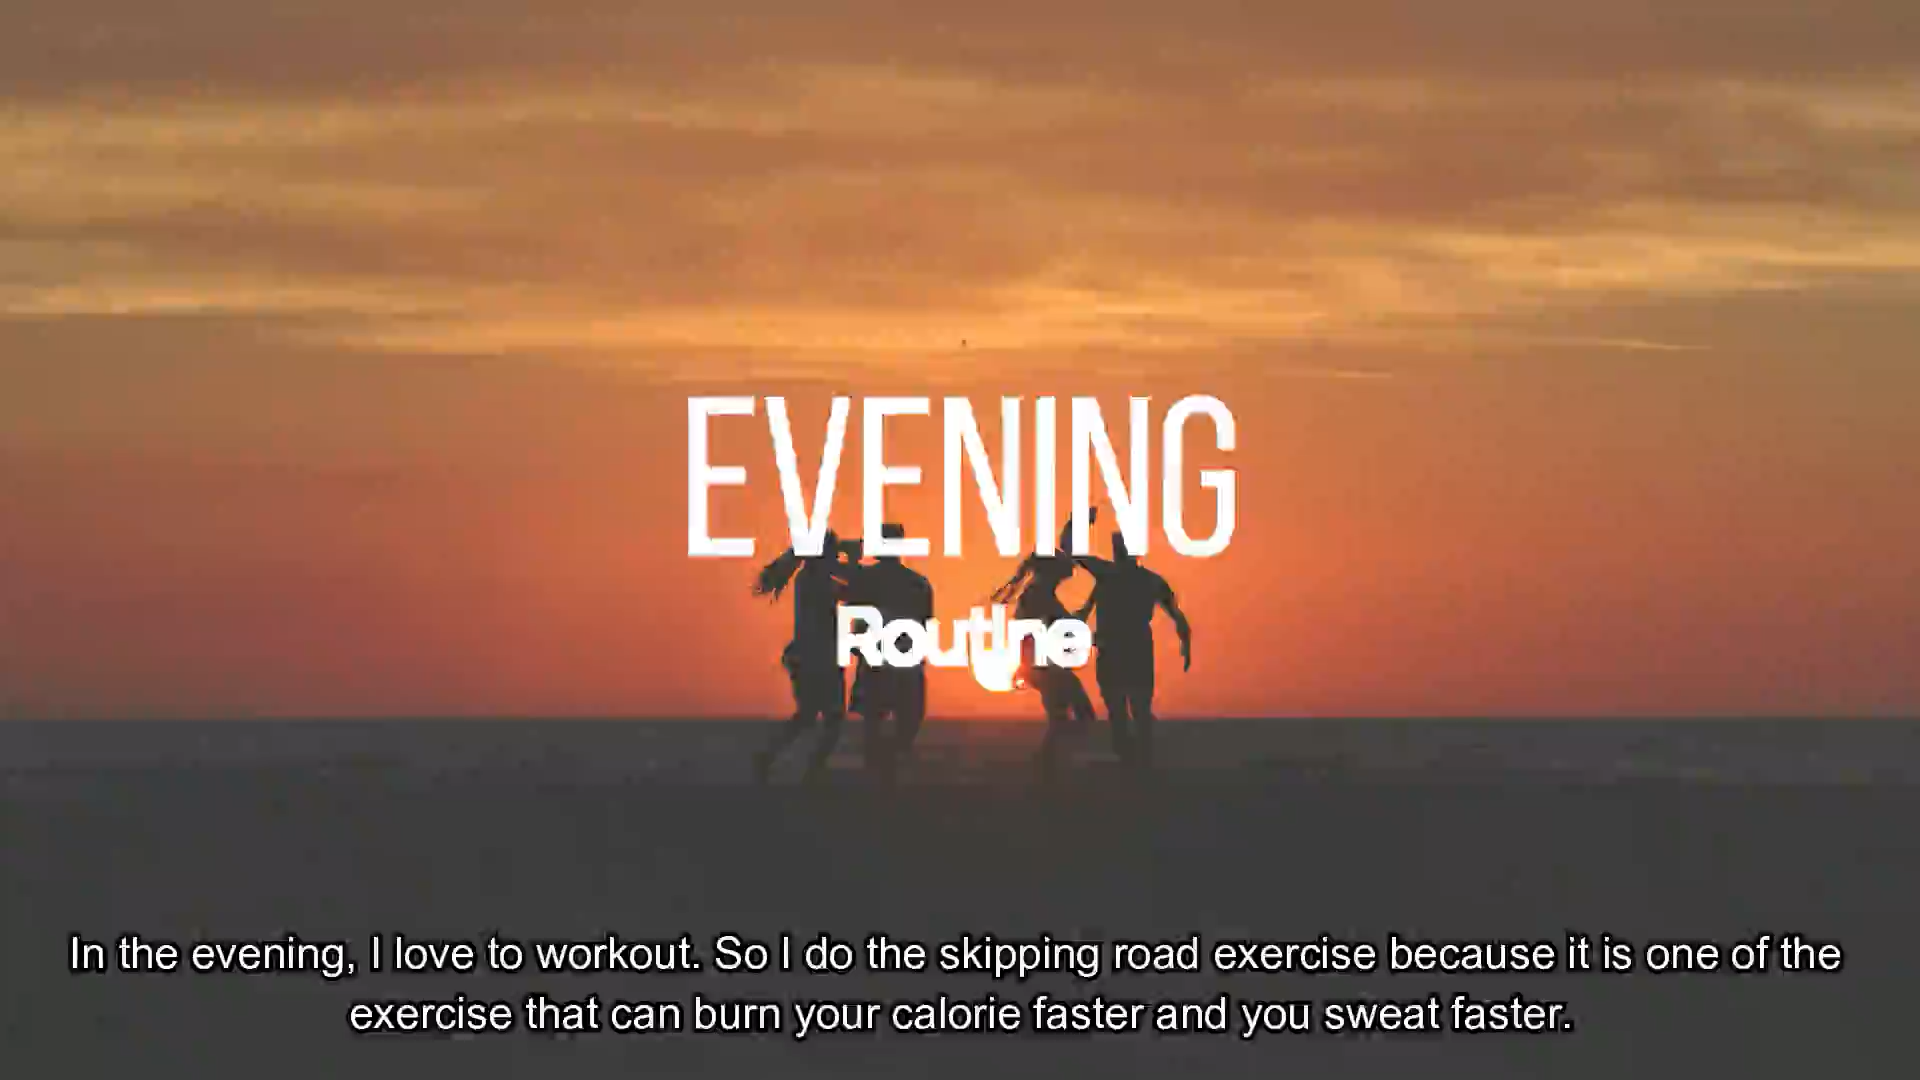 EVENING
Routine
In the evening, I love to workout. So I do the skipping road exercise because it is one of the
exercise that can burn your calorie faster and you sweat faster.